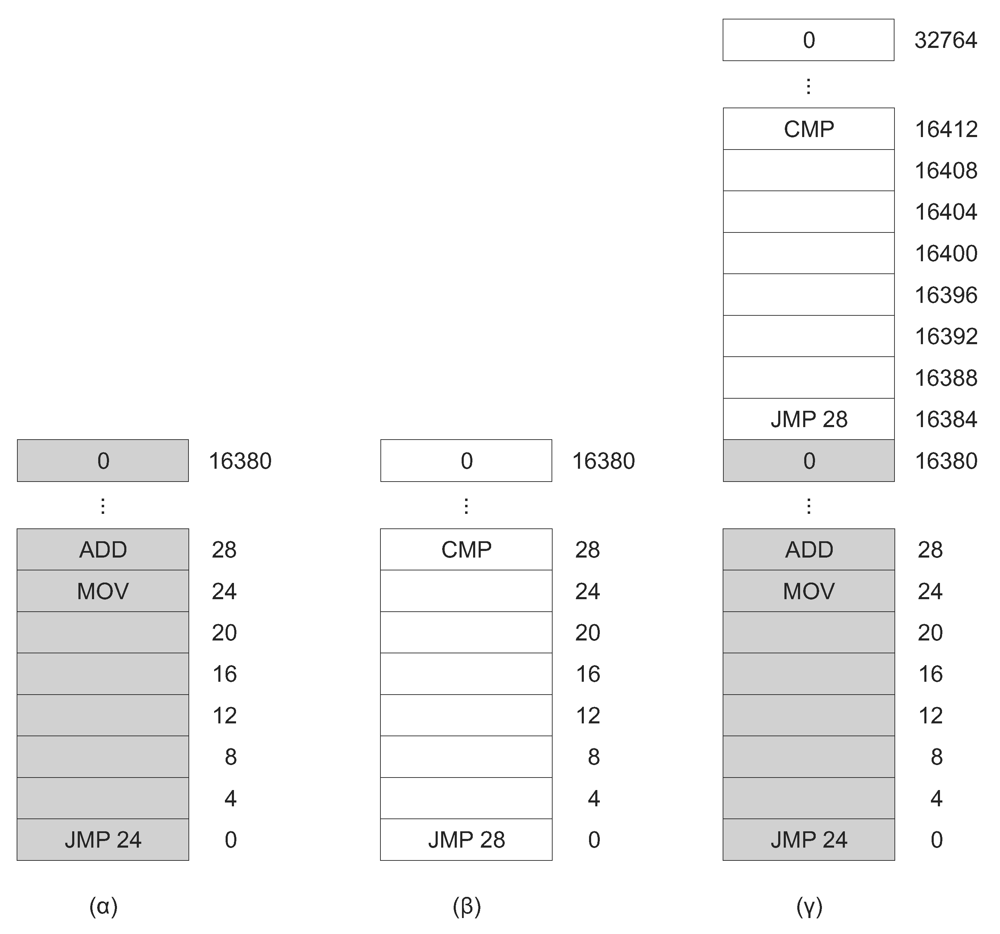 0 32764
⋮
CMP 16412
16408
16404
16400
16396
16392
16388
JMP 28 16384
0 16380 0 16380 0 16380
⋮ ⋮ ⋮
ADD 28 CMP 28 ADD 28
MOV 24 24 MOV 24
20 20 20
16 16 16
12 12 12
8 8 8
4 4 4
JMP 24 0 JMP 28 0 JMP 24 0
(α) (β) (γ)